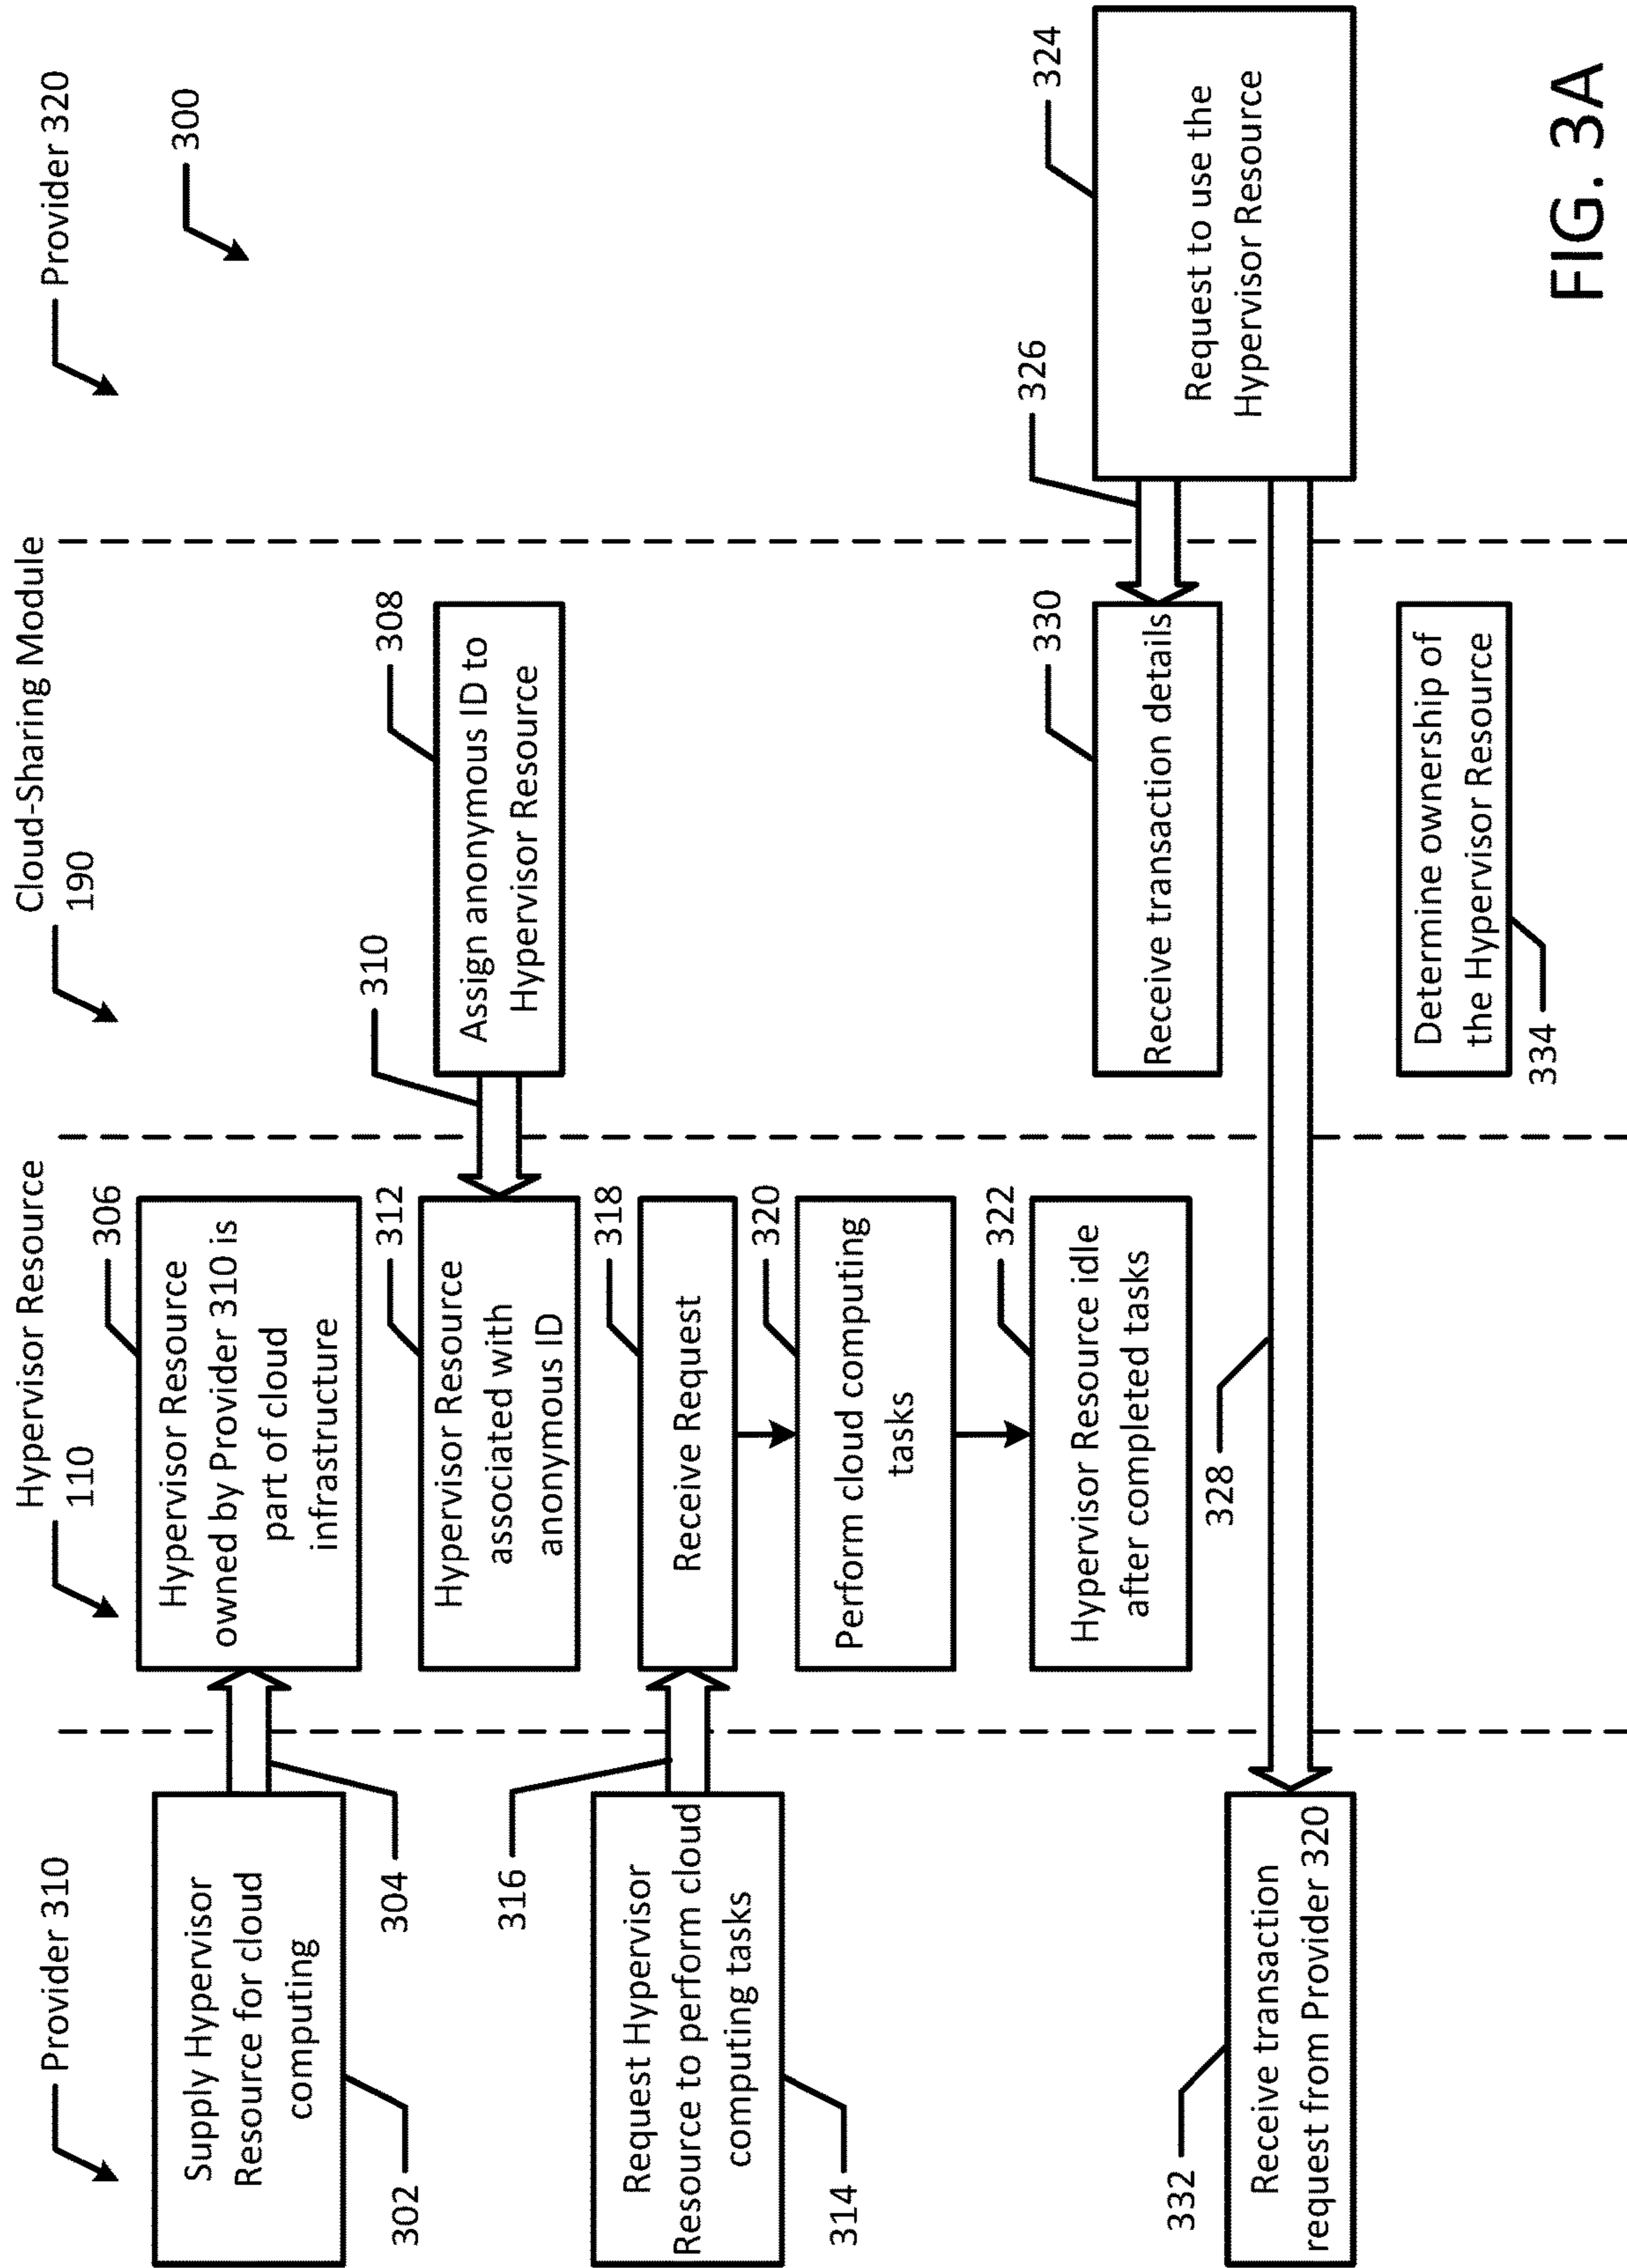 Provider 310
Hypervisor Resource
110
Cloud-Sharing Module
190
Provider 320
300
Supply Hypervisor
Resource for cloud
computing
302
304
306
Hypervisor Resource
owned by Provider 310 is
part of cloud
infrastructure
308
Assign anonymous ID to
Hypervisor Resource
310
312
Hypervisor Resource
associated with
anonymous ID
Request Hypervisor
Resource to perform cloud
computing tasks
314
316
318
Receive Request
320
Perform cloud computing
tasks
322
Hypervisor Resource idle
after completed tasks
324
Request to use the
Hypervisor Resource
326
328
330
Receive transaction details
332
Receive transaction
request from Provider 320
Determine ownership of
the Hypervisor Resource
334
FIG. 3A